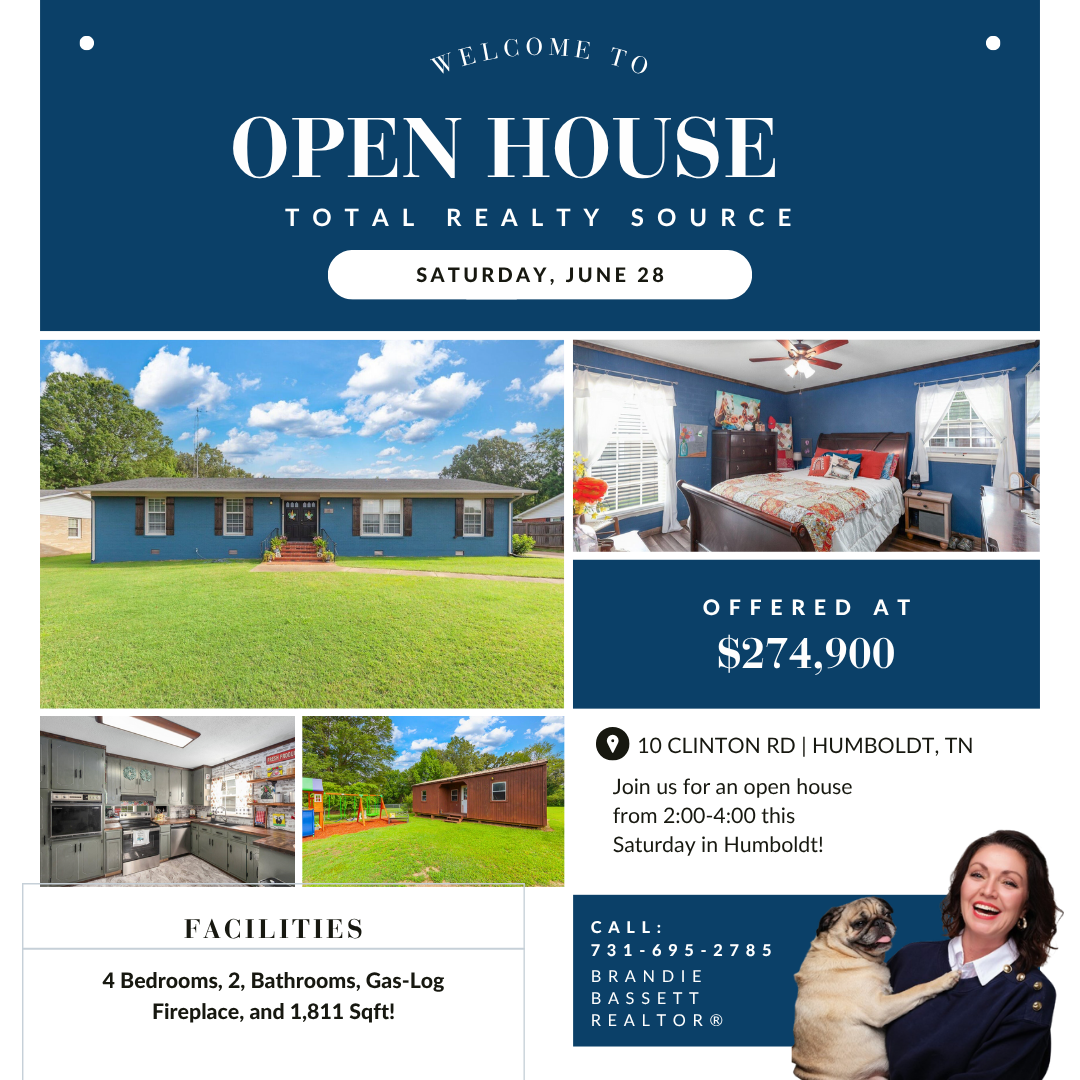 WELCOME TO
OPEN HOUSE
TOTAL REALTY SOURCE
SATURDAY, JUNE 28
OFFERED AT
$274,900
10 CLINTON RD | HUMBOLDT, TN
Join us for an open house
from 2:00-4:00 this
Saturday in Humboldt!
FACILITIES
4 Bedrooms, 2, Bathrooms, Gas-Log
Fireplace, and 1,811 Sqft!
CALL:
731-695-2785
BRANDIE
BASSETT
REALTOR®